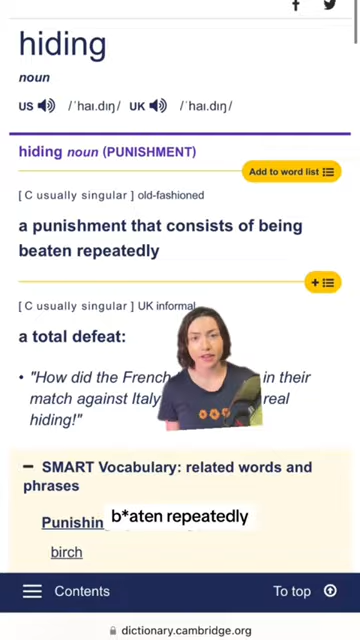 hiding
noun
US /ˈhaɪ.dɪŋ/ UK /ˈhaɪ.dɪŋ/
hiding noun (PUNISHMENT)
Add to word list
[ C usually singular ] old-fashioned
a punishment that consists of being
beaten repeatedly
+
[ C usually singular ] UK informal
a total defeat:
• "How did the French in their
match against Italy real
hiding!"
– SMART Vocabulary: related words and
phrases
b*aten repeatedly
Punishin
birch
Contents To top
dictionary.cambridge.org